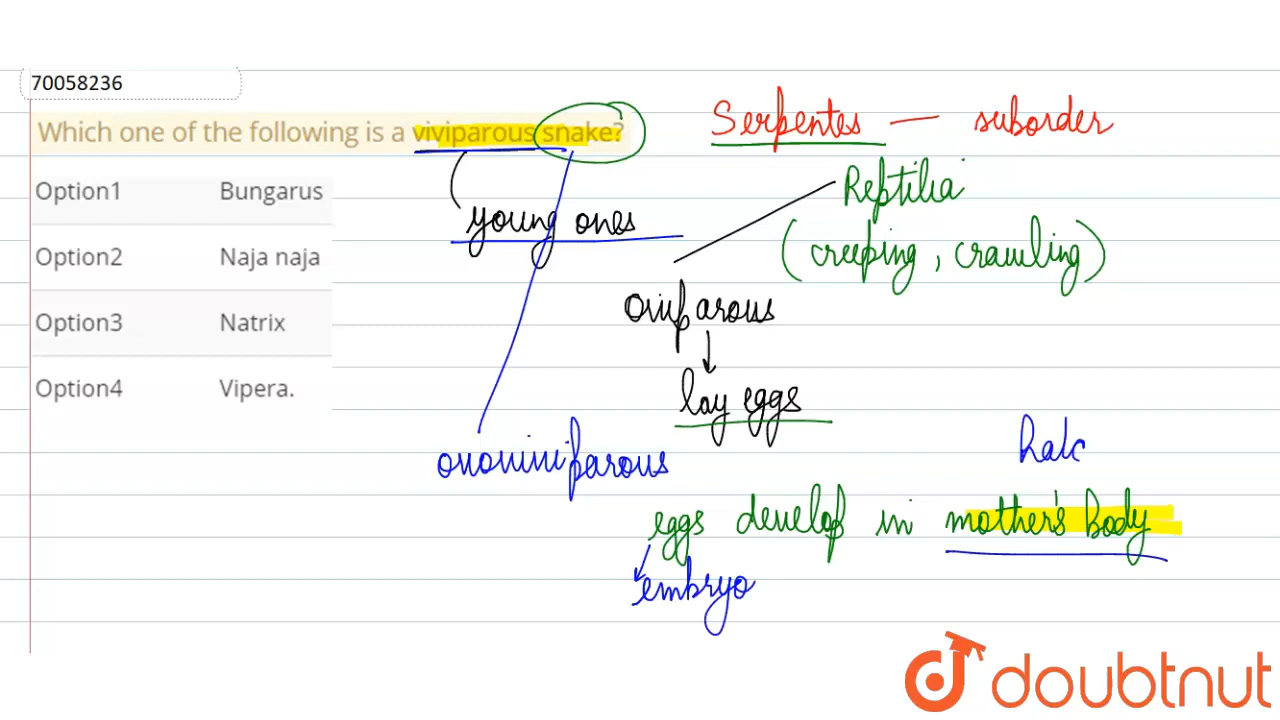 70058236
Which one of the following is a viviparous snake?
Option1 Bungarus
Option2 Naja naja
Option3 Natrix
Option4 Vipera.
Serpentes — suborder
Reptilia
(creeping, crawling)
young ones
oviparous
lay eggs
ovoviviparous
hatc
eggs develop in mother's Body
embryo
doubtnut